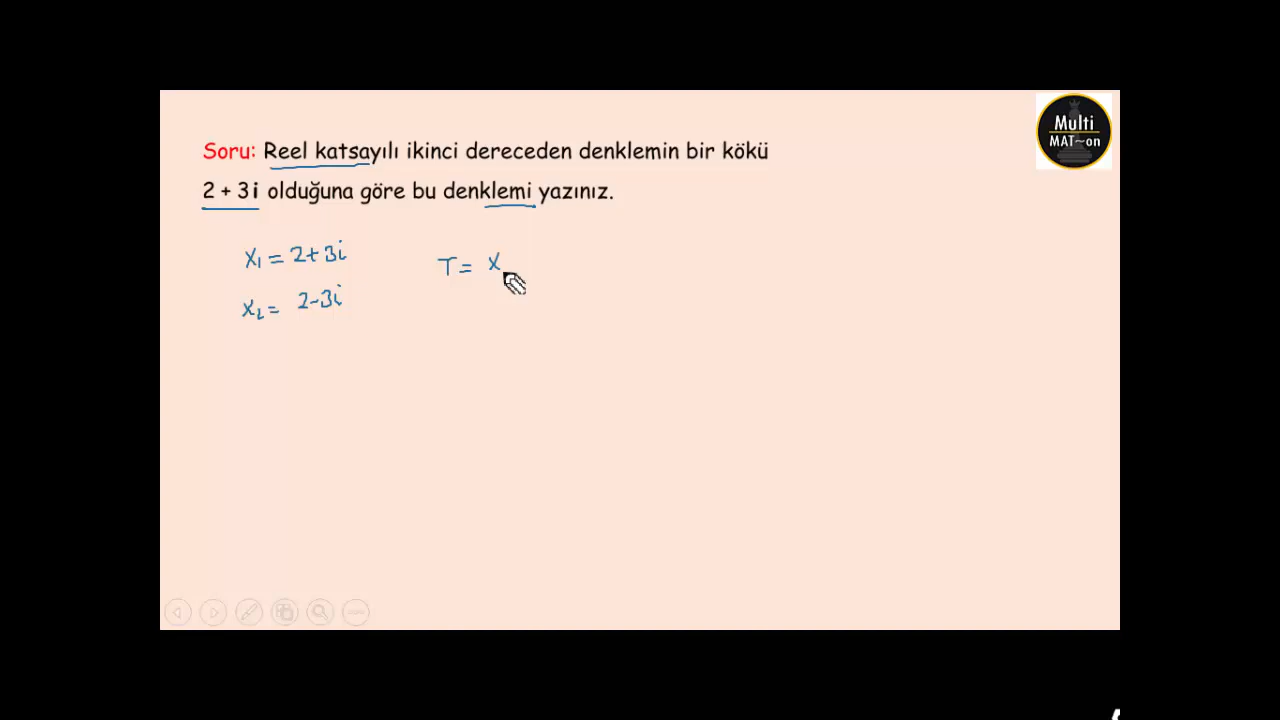 Multi
MAT~on
Soru: Reel katsayılı ikinci dereceden denklemin bir kökü
2 + 3i olduğuna göre bu denklemi yazınız.
x₁ = 2+3i
T = x
x₂ = 2-3i